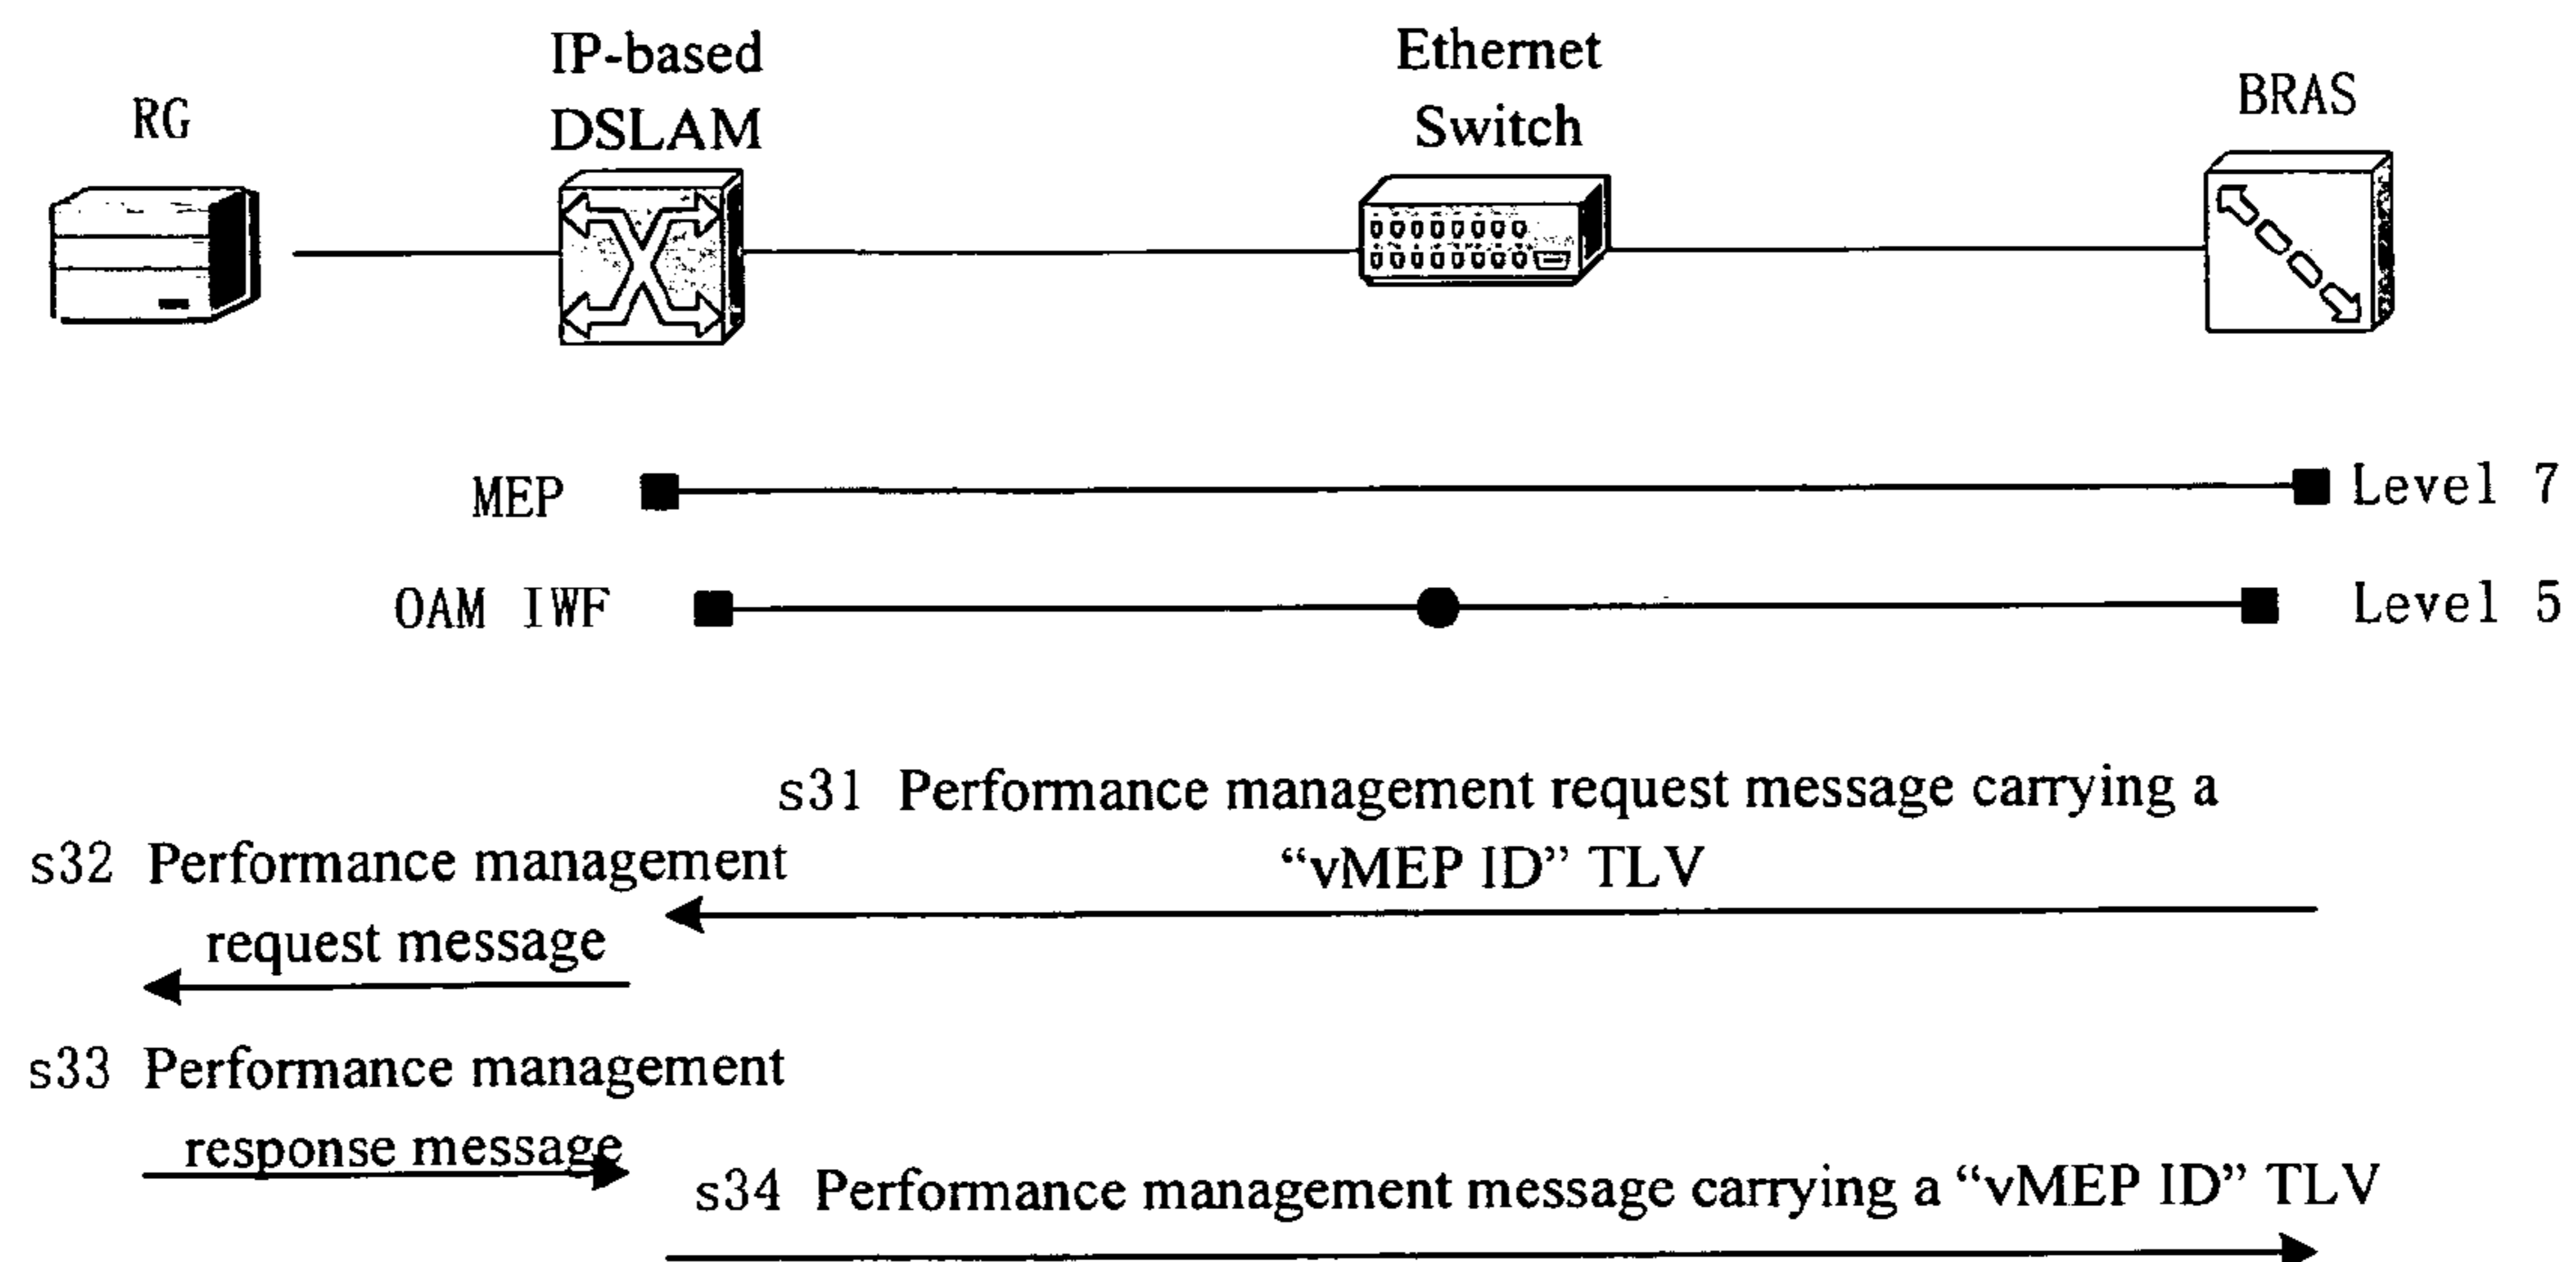 RG
IP-based
DSLAM
Ethernet
Switch
BRAS
MEP
Level 7
OAM IWF
Level 5
s31 Performance management request message carrying a
“vMEP ID” TLV
s32 Performance management
request message
s33 Performance management
response message
s34 Performance management message carrying a “vMEP ID” TLV